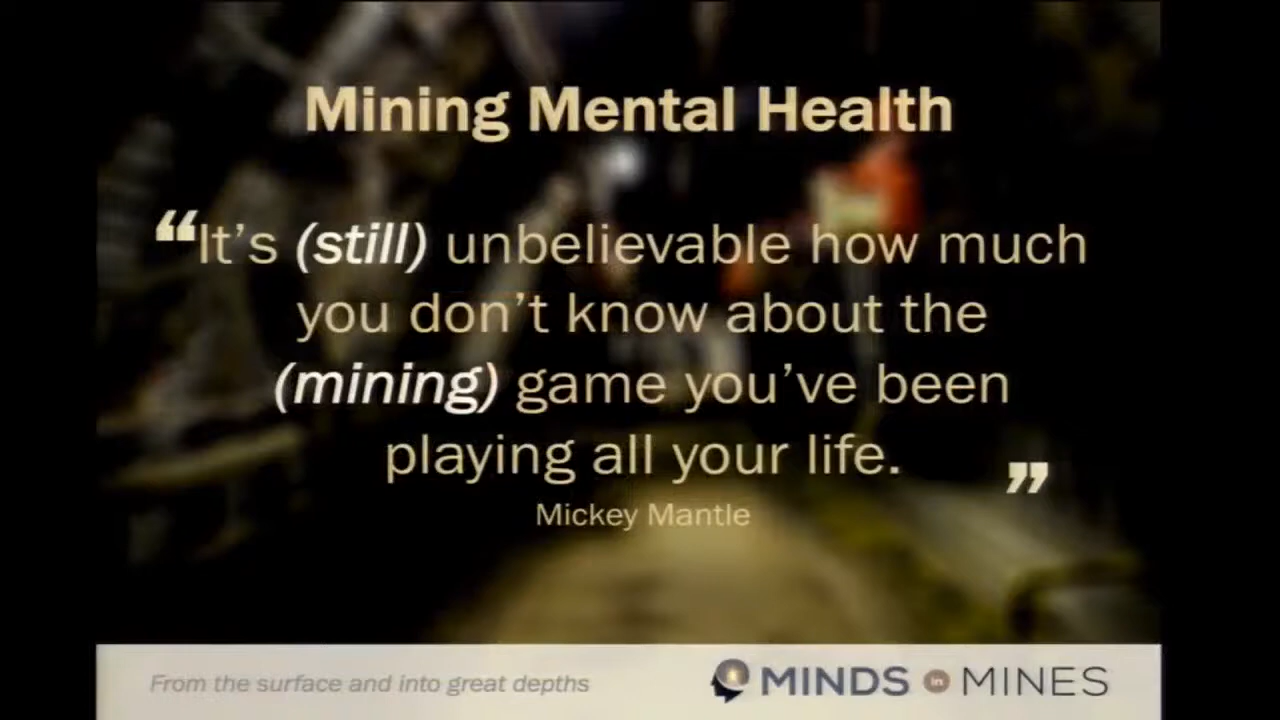 Mining Mental Health
“It’s (still) unbelievable how much
you don’t know about the
(mining) game you’ve been
playing all your life.”
Mickey Mantle
From the surface and into great depths
MINDS in MINES